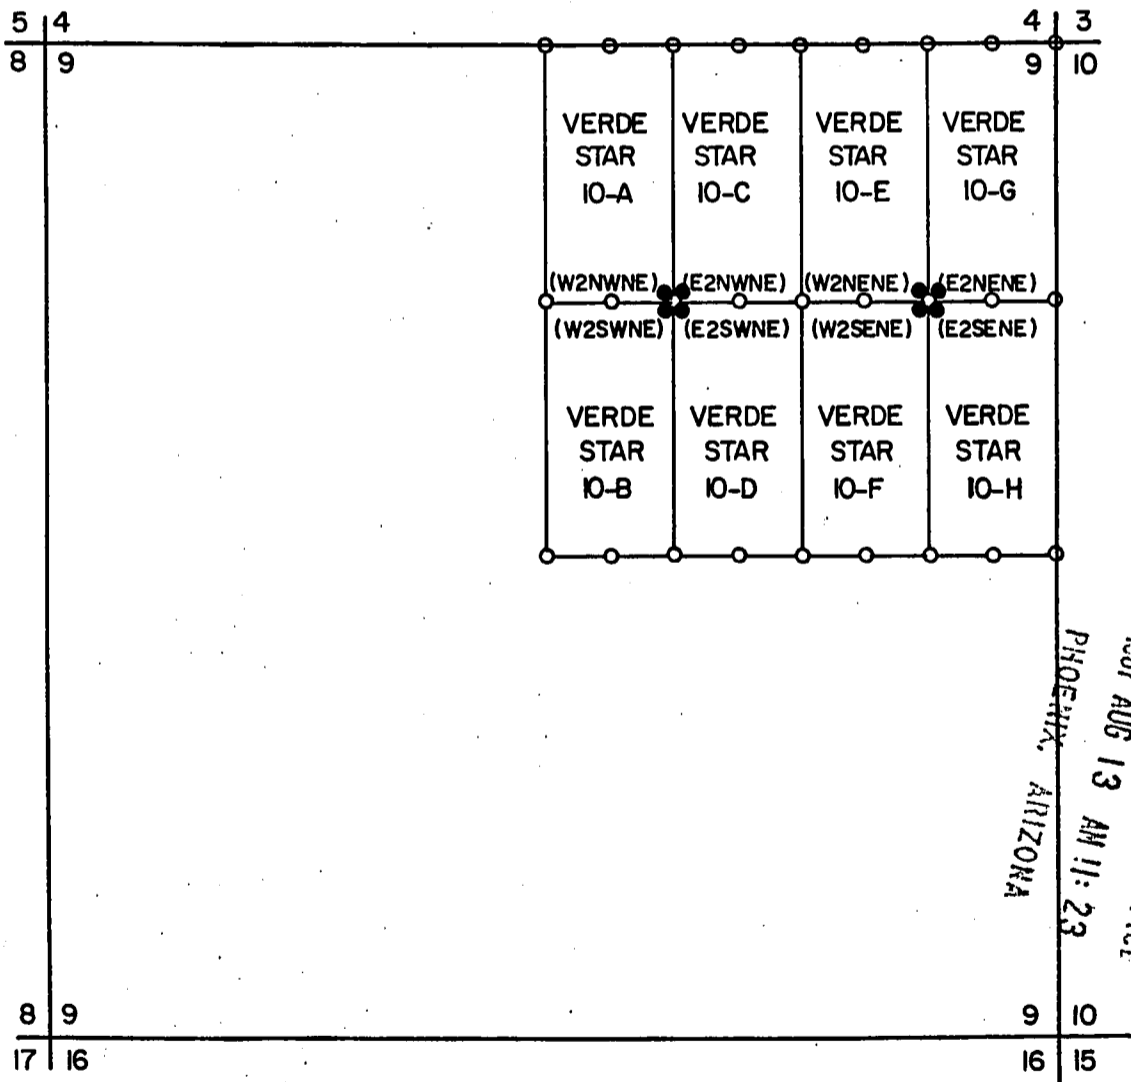 5 4 4 3
8 9 9 10
VERDE VERDE VERDE VERDE
STAR STAR STAR STAR
10-A 10-C 10-E 10-G
(W2NWNE) (E2NWNE) (W2NENE) (E2NENE)
(W2SWNE) (E2SWNE) (W2SENE) (E2SENE)
VERDE VERDE VERDE VERDE
STAR STAR STAR STAR
10-B 10-D 10-F 10-H
AUG 13 AM 11:23
PHOENIX, ARIZONA
8 9 9 10
17 16 16 15